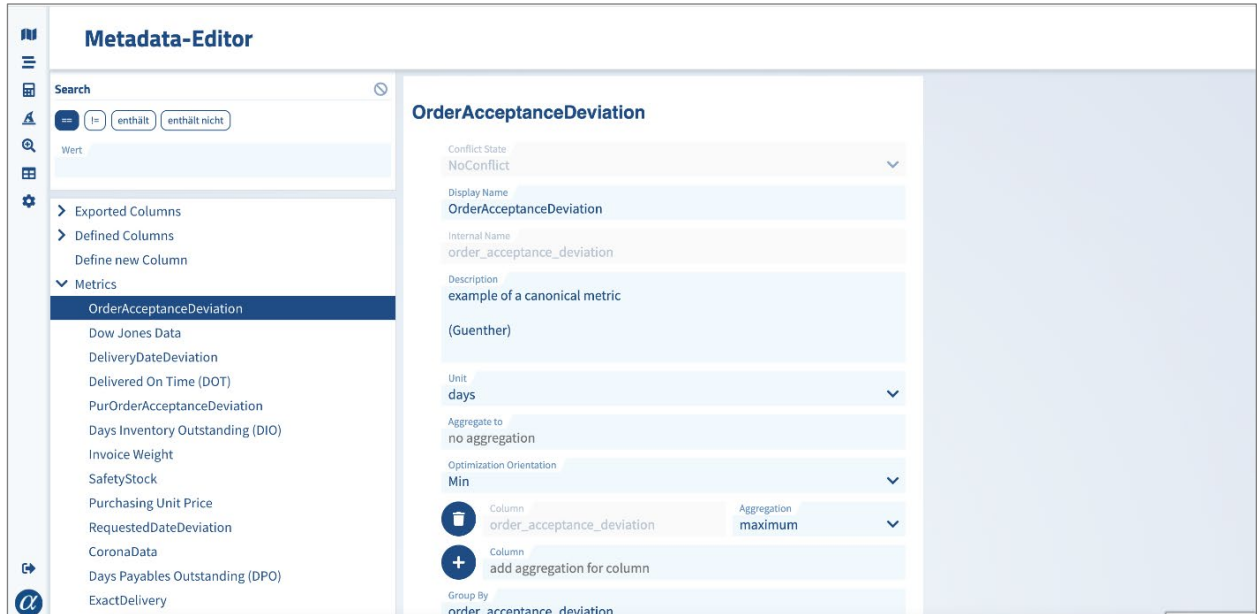 Metadata-Editor
Search
==
!=
enthält
enthält nicht
Wert
Exported Columns
Defined Columns
Define new Column
Metrics
OrderAcceptanceDeviation
Dow Jones Data
DeliveryDateDeviation
Delivered On Time (DOT)
PurOrderAcceptanceDeviation
Days Inventory Outstanding (DIO)
Invoice Weight
SafetyStock
Purchasing Unit Price
RequestedDateDeviation
CoronaData
Days Payables Outstanding (DPO)
ExactDelivery
α
OrderAcceptanceDeviation
Conflict State
NoConflict
Display Name
OrderAcceptanceDeviation
Internal Name
order_acceptance_deviation
Description
example of a canonical metric
(Guenther)
Unit
days
Aggregate to
no aggregation
Optimization Orientation
Min
Column
order_acceptance_deviation
Aggregation
maximum
Column
add aggregation for column
Group By
order_acceptance_deviation